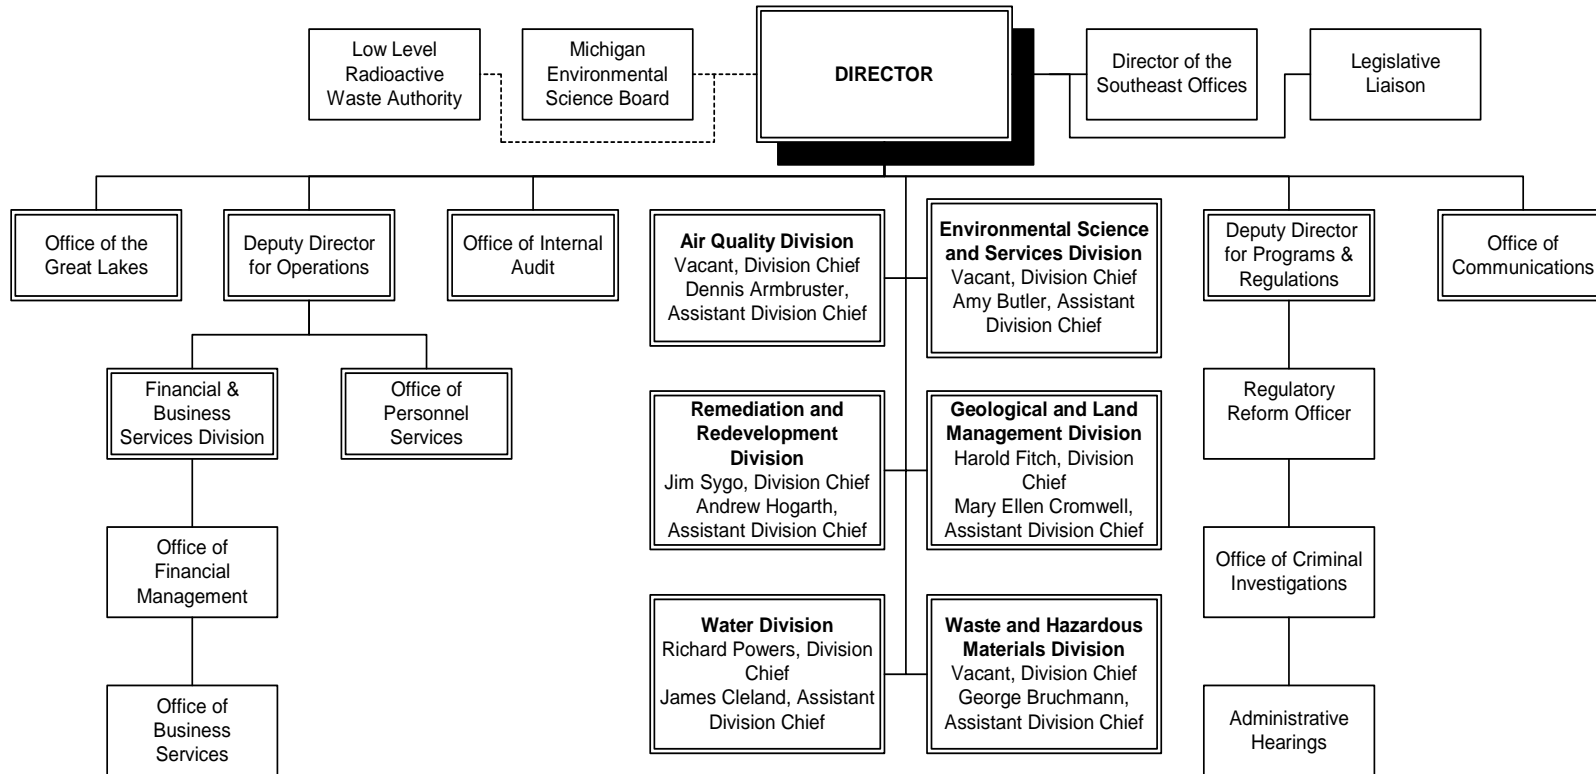 Low Level
Radioactive
Waste Authority
Michigan
Environmental
Science Board
DIRECTOR
Director of the
Southeast Offices
Legislative
Liaison
Office of the
Great Lakes
Deputy Director
for Operations
Office of Internal
Audit
Air Quality Division
Vacant, Division Chief
Dennis Armbruster,
Assistant Division Chief
Environmental Science
and Services Division
Vacant, Division Chief
Amy Butler, Assistant
Division Chief
Deputy Director
for Programs &
Regulations
Office of
Communications
Financial &
Business
Services Division
Office of
Personnel
Services
Remediation and
Redevelopment
Division
Jim Sygo, Division Chief
Andrew Hogarth,
Assistant Division Chief
Geological and Land
Management Division
Harold Fitch, Division
Chief
Mary Ellen Cromwell,
Assistant Division Chief
Regulatory
Reform Officer
Office of
Financial
Management
Office of Criminal
Investigations
Water Division
Richard Powers, Division
Chief
James Cleland, Assistant
Division Chief
Waste and Hazardous
Materials Division
Vacant, Division Chief
George Bruchmann,
Assistant Division Chief
Office of
Business
Services
Administrative
Hearings